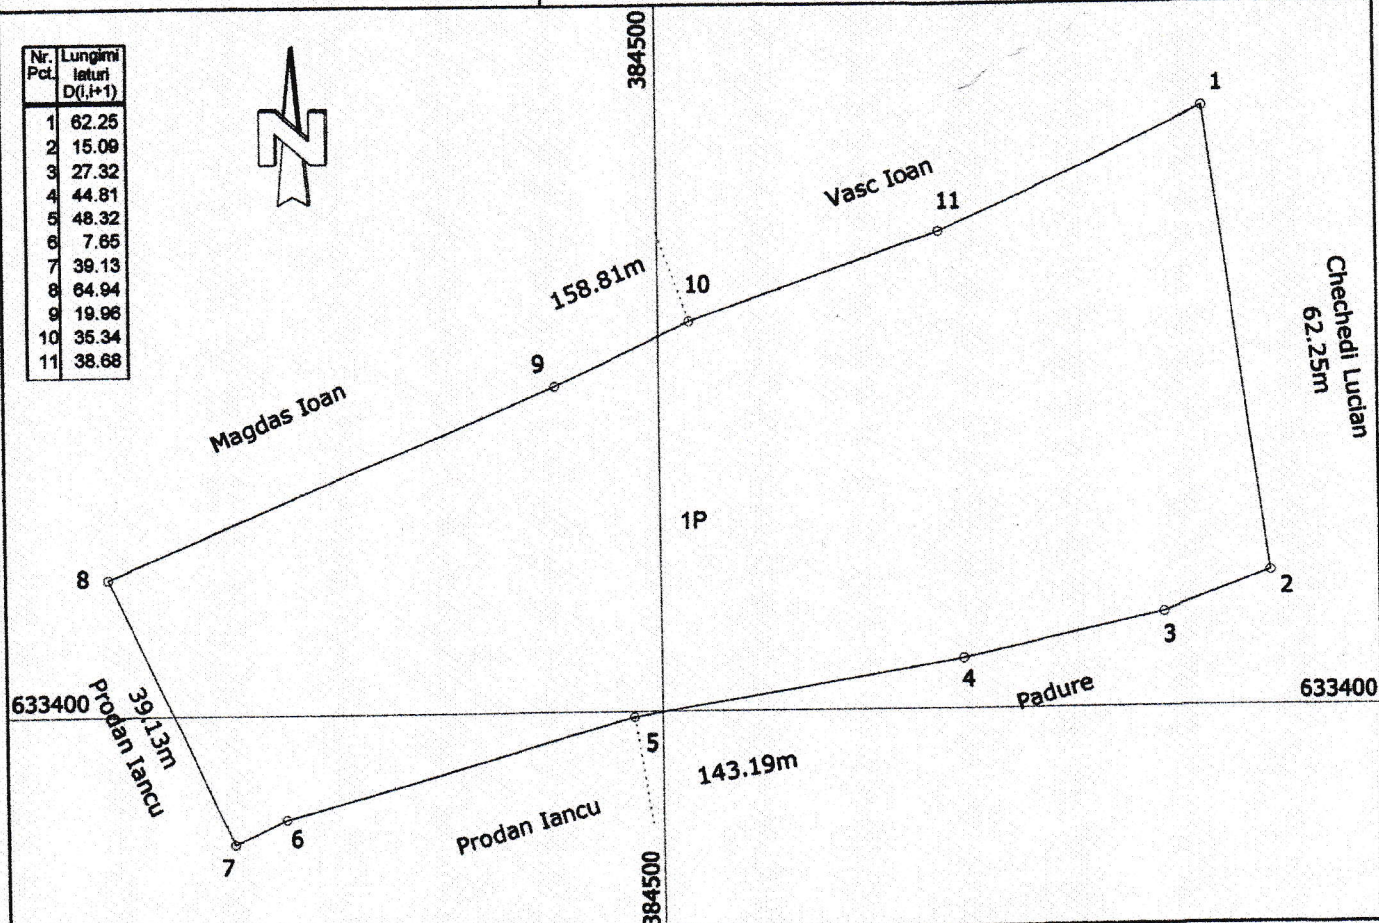 Nr. Lungimi
Pct. laturi
D(i,i+1)
1 62.25
2 15.09
3 27.32
4 44.81
5 48.32
6 7.65
7 39.13
8 64.94
9 19.96
10 35.34
11 38.68
N
384500
1
Vasc Ioan
11
158.81m
10
Chechedi Lucian
62.25m
9
Magdas Ioan
1P
8
2
3
4
Padure
633400
633400
39.13m
Prodan Iancu
5
143.19m
Prodan Iancu
6
7
384500